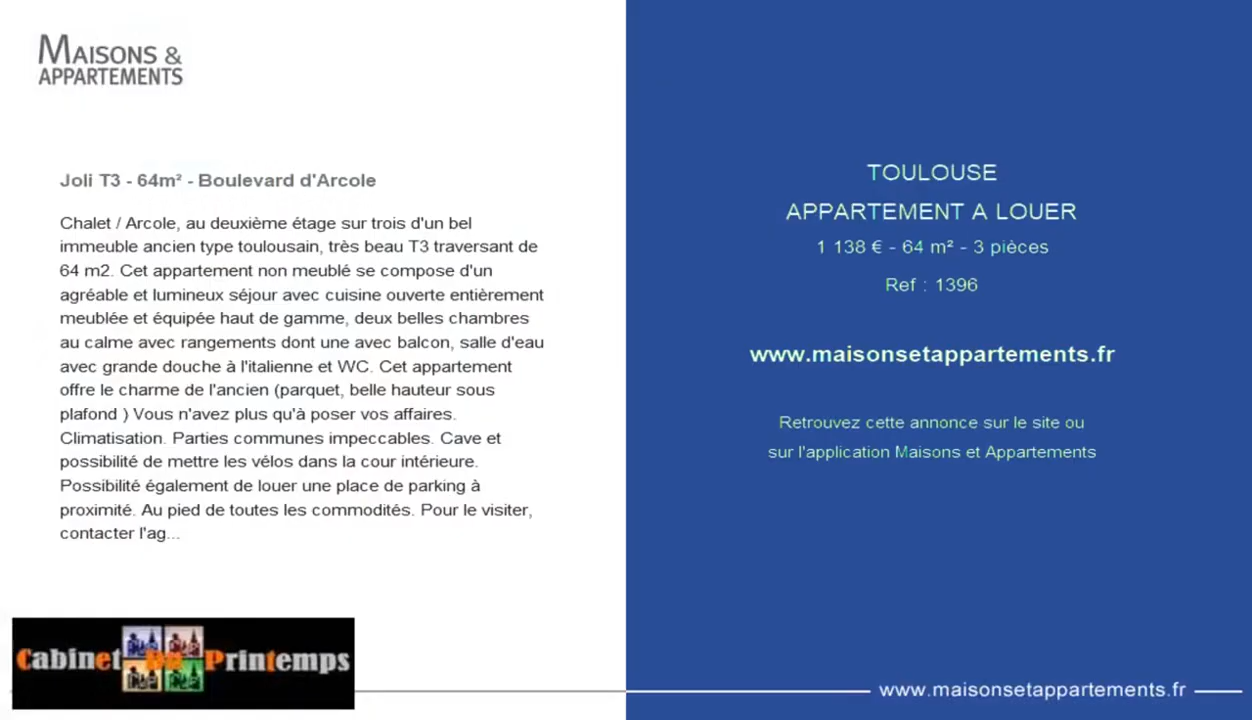 MAISONS &
APPARTEMENTS
Joli T3 - 64m² - Boulevard d'Arcole
Chalet / Arcole, au deuxième étage sur trois d'un bel
immeuble ancien type toulousain, très beau T3 traversant de
64 m2. Cet appartement non meublé se compose d'un
agréable et lumineux séjour avec cuisine ouverte entièrement
meublée et équipée haut de gamme, deux belles chambres
au calme avec rangements dont une avec balcon, salle d'eau
avec grande douche à l'italienne et WC. Cet appartement
offre le charme de l'ancien (parquet, belle hauteur sous
plafond ) Vous n'avez plus qu'à poser vos affaires.
Climatisation. Parties communes impeccables. Cave et
possibilité de mettre les vélos dans la cour intérieure.
Possibilité également de louer une place de parking à
proximité. Au pied de toutes les commodités. Pour le visiter,
contacter l'ag...
Cabinet Du Printemps
TOULOUSE
APPARTEMENT A LOUER
1 138 € - 64 m² - 3 pièces
Ref : 1396
www.maisonsetappartements.fr
Retrouvez cette annonce sur le site ou
sur l'application Maisons et Appartements
www.maisonsetappartements.fr